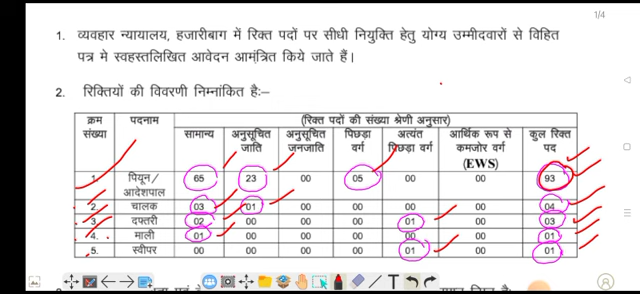 1/4
1. व्यवहार न्यायालय, हजारीबाग में रिक्त पदों पर सीधी नियुक्ति हेतु योग्य उम्मीदवारों से विहित
पत्र मे स्वहस्तलिखित आवेदन आमंत्रित किये जाते हैं।
2. रिक्तियों की विवरणी निम्नांकित हैः–
क्रम संख्या पदनाम (रिक्त पदों की संख्या श्रेणी अनुसार)
सामान्य अनुसूचित जाति अनुसूचित जनजाति पिछड़ा वर्ग अत्यंत पिछड़ा वर्ग आर्थिक रूप से कमजोर वर्ग (EWS) कुल रिक्त पद
1. पियून/आदेशपाल 65 23 00 05 00 00 93
2. चालक 03 01 00 00 00 00 04
3. दफ्तरी 02 00 00 00 01 00 03
4. माली 01 00 00 00 00 00 01
5. स्वीपर 00 00 00 00 01 00 01